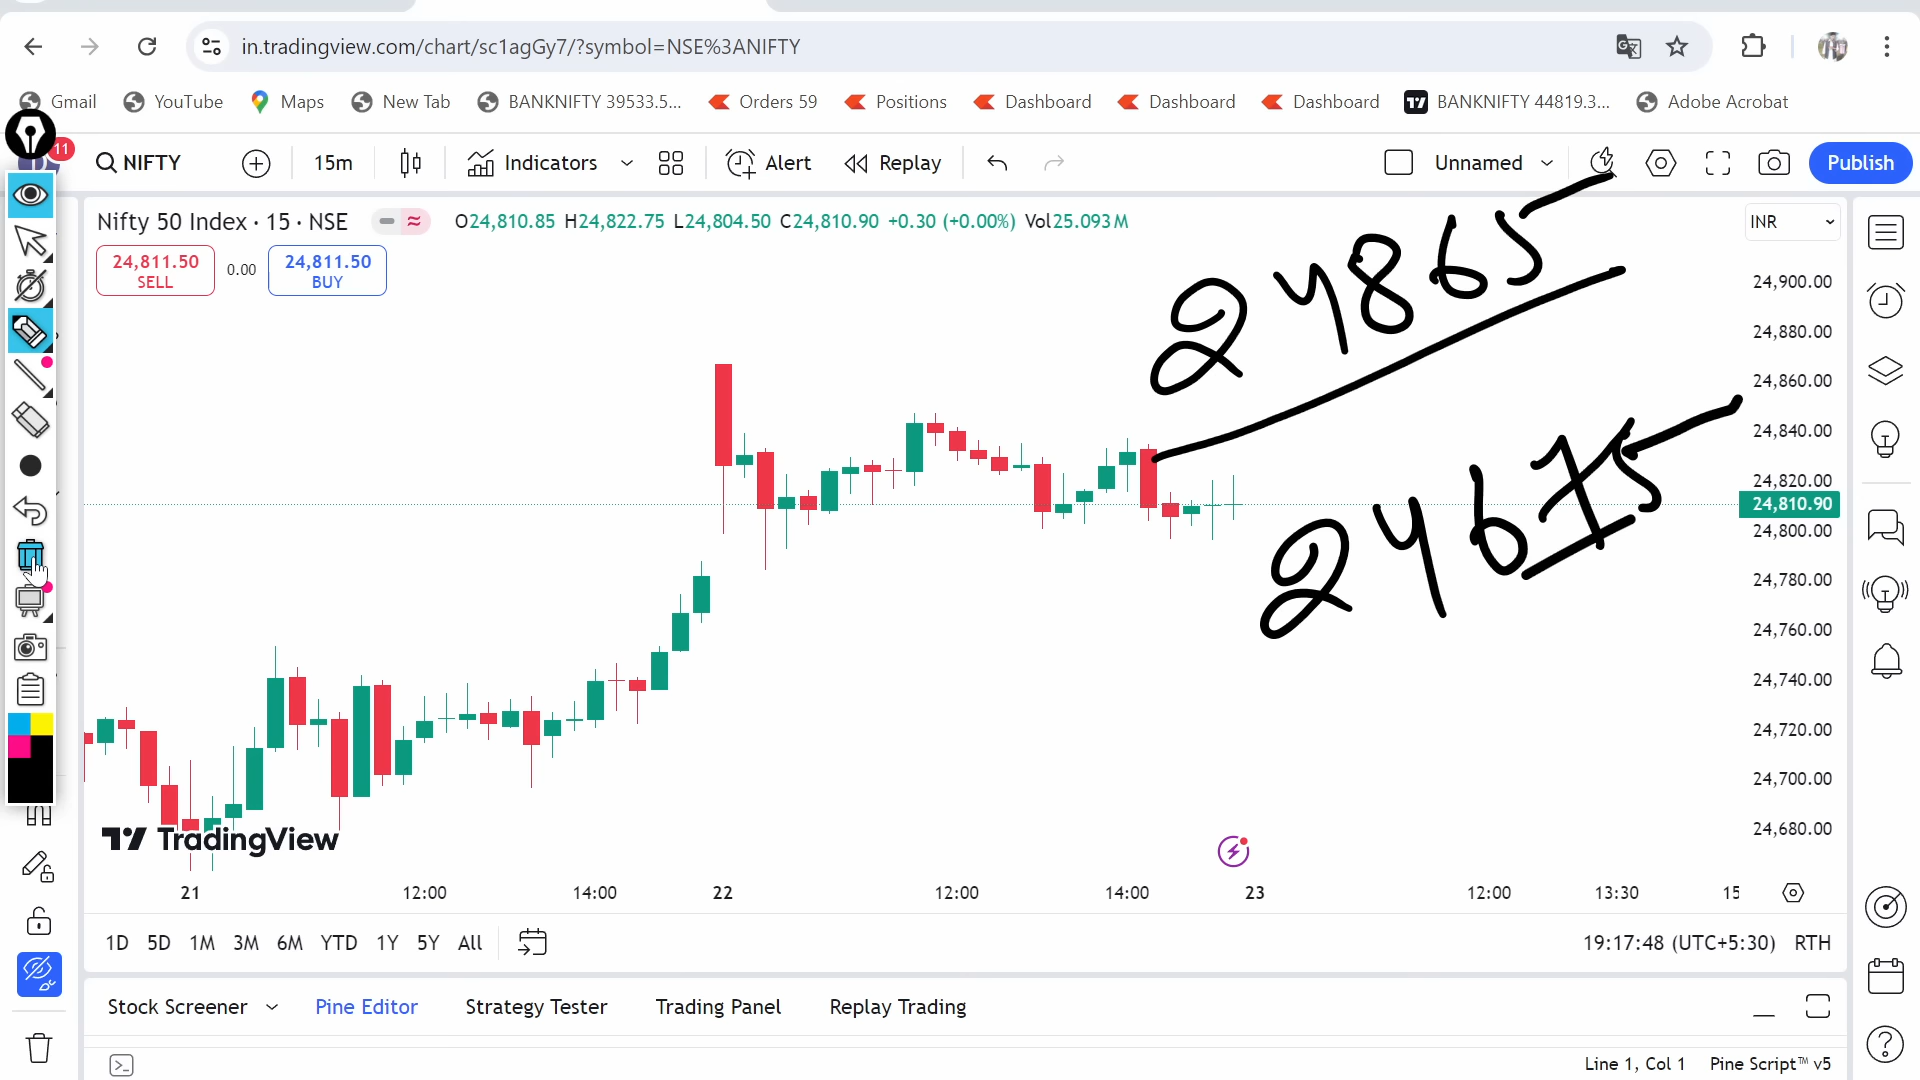 in.tradingview.com/chart/sc1agGy7/?symbol=NSE%3ANIFTY
Gmail YouTube Maps New Tab BANKNIFTY 39533.5... Orders 59 Positions Dashboard Dashboard Dashboard BANKNIFTY 44819.3... Adobe Acrobat
11
NIFTY 15m Indicators Alert Replay Unnamed Publish
Nifty 50 Index · 15 · NSE O24,810.85 H24,822.75 L24,804.50 C24,810.90 +0.30 (+0.00%) Vol25.093M INR
24,811.50 SELL 0.00 24,811.50 BUY
24865
24675
24,900.00
24,880.00
24,860.00
24,840.00
24,820.00
24,810.90
24,800.00
24,780.00
24,760.00
24,740.00
24,720.00
24,700.00
24,680.00
TradingView
21 12:00 14:00 22 12:00 14:00 23 12:00 13:30 15
1D 5D 1M 3M 6M YTD 1Y 5Y All 19:17:48 (UTC+5:30) RTH
Stock Screener Pine Editor Strategy Tester Trading Panel Replay Trading
Line 1, Col 1 Pine Script™ v5